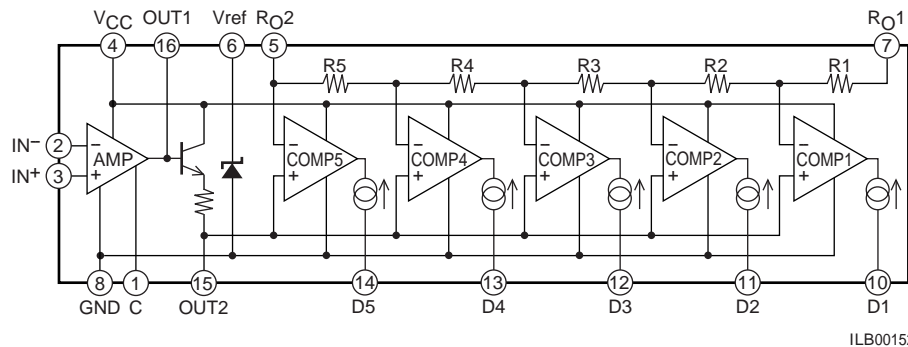 VCC OUT1 Vref RO2 RO1
4 16 6 5 7
R5 R4 R3 R2 R1
IN− 2 − AMP
IN+ 3 +
− COMP5 + − COMP4 + − COMP3 + − COMP2 + − COMP1 +
8 1 15 14 13 12 11 10
GND C OUT2 D5 D4 D3 D2 D1